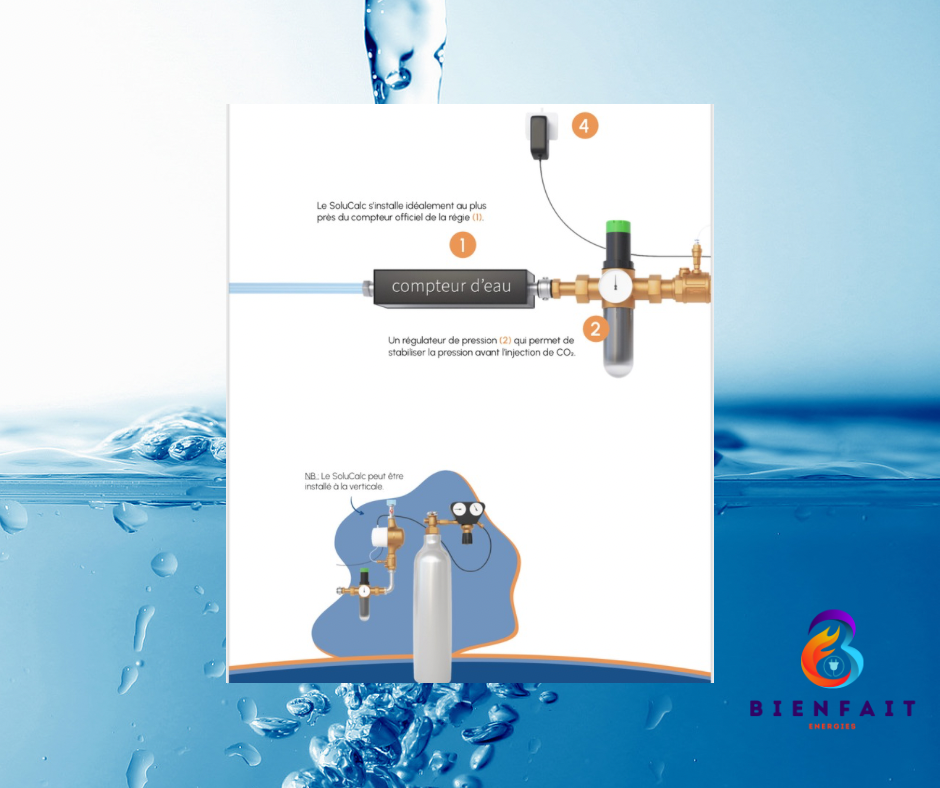 4
Le SoluCalc s'installe idéalement au plus
près du compteur officiel de la régie (1).
1
compteur d'eau
2
Un régulateur de pression (2) qui permet de
stabiliser la pression avant l'injection de CO₂.
NB : Le SoluCalc peut être
installé à la verticale.
BIENFAIT
ENERGIES